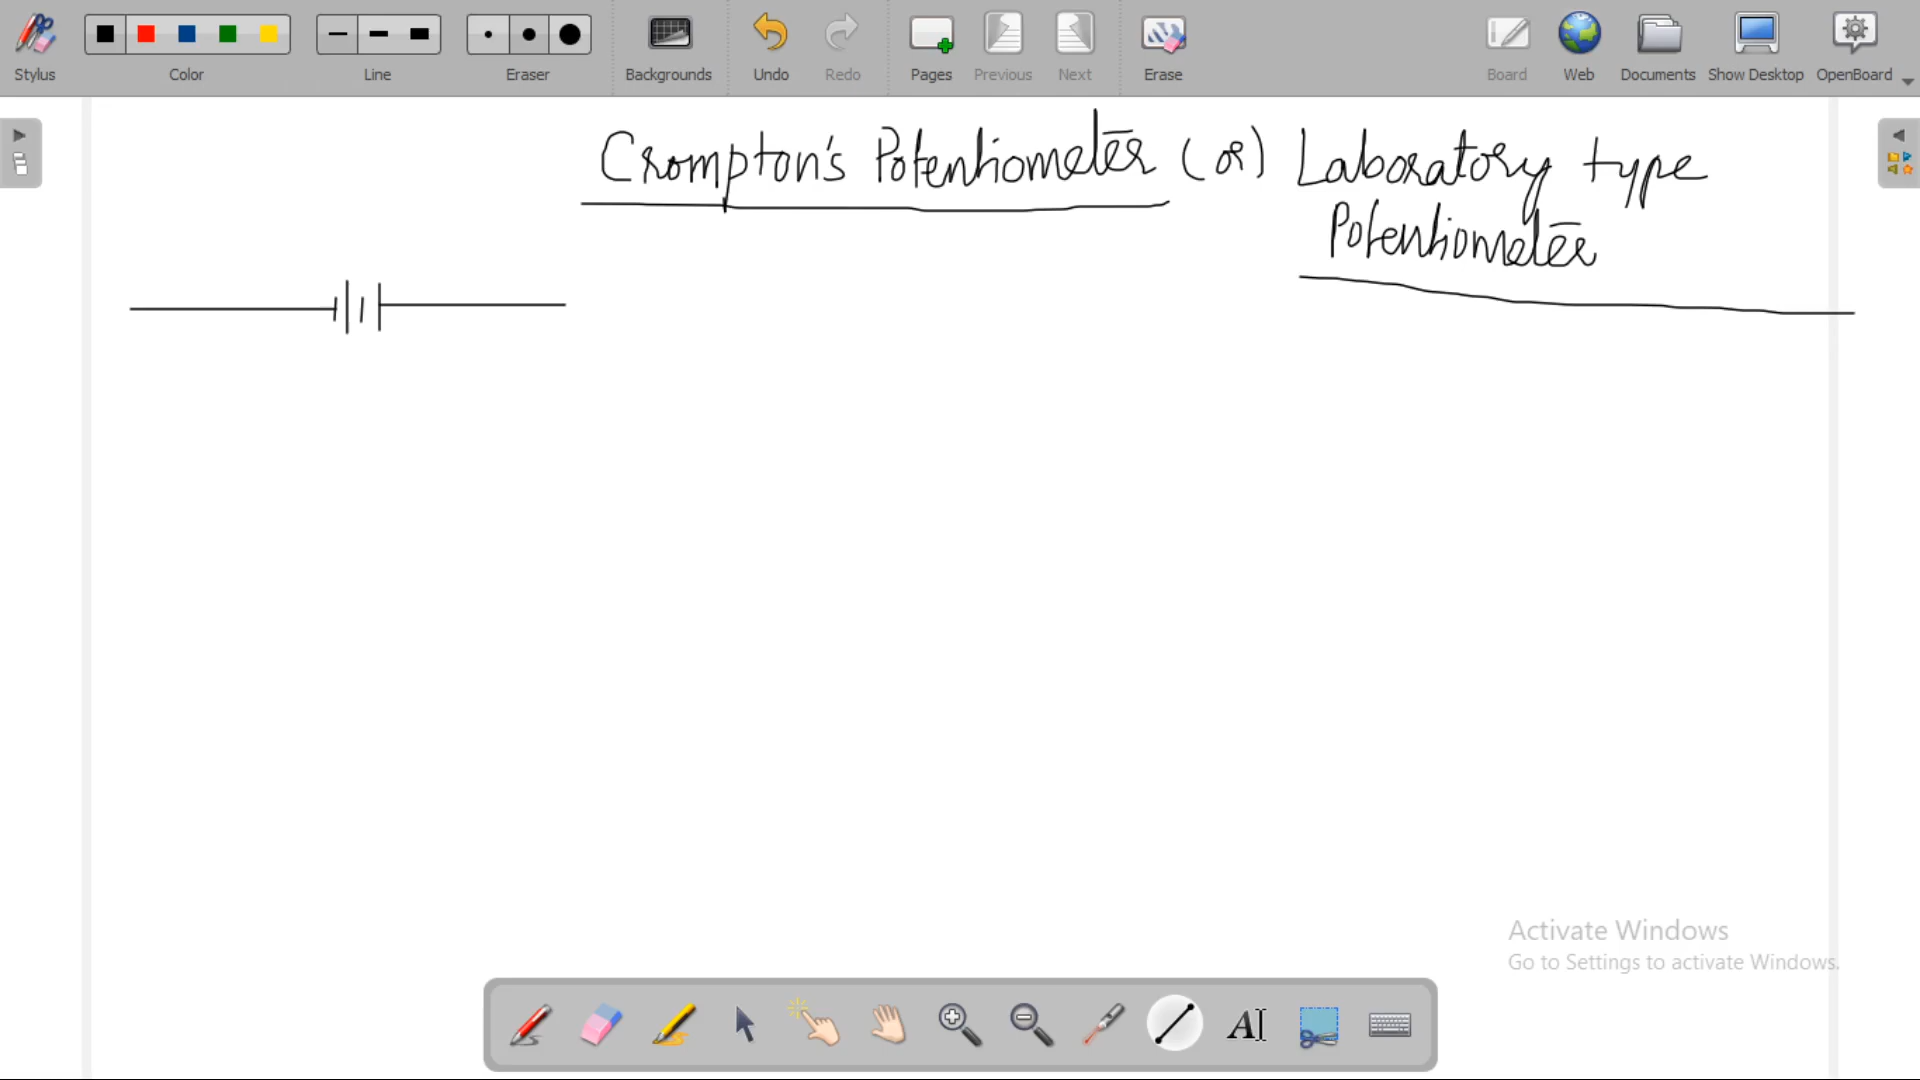 Stylus
Color
Line
Eraser
Backgrounds
Undo
Redo
Pages
Previous
Next
Erase
Board
Web
Documents
Show Desktop
OpenBoard
Crompton's Potentiometer (or) Laboratory type
Potentiometer
Activate Windows
Go to Settings to activate Windows.
AI